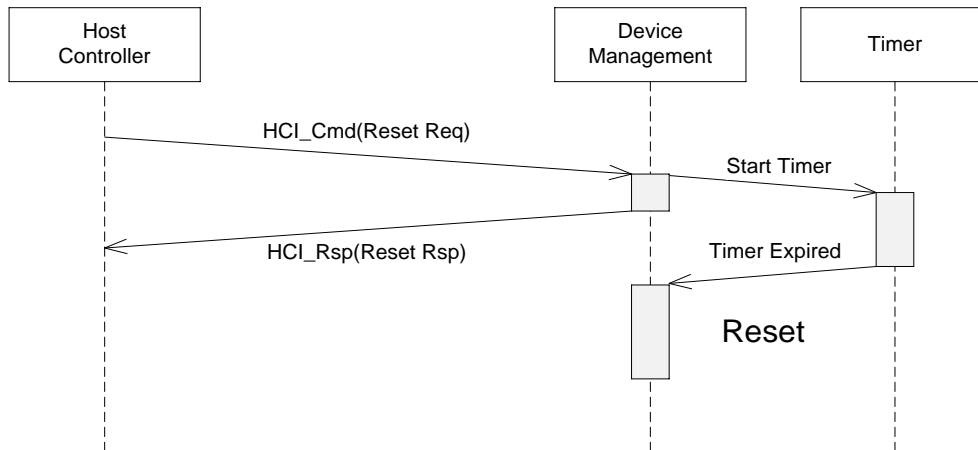 Host
Controller
Device
Management
Timer
HCI_Cmd(Reset Req)
Start Timer
HCI_Rsp(Reset Rsp)
Timer Expired
Reset